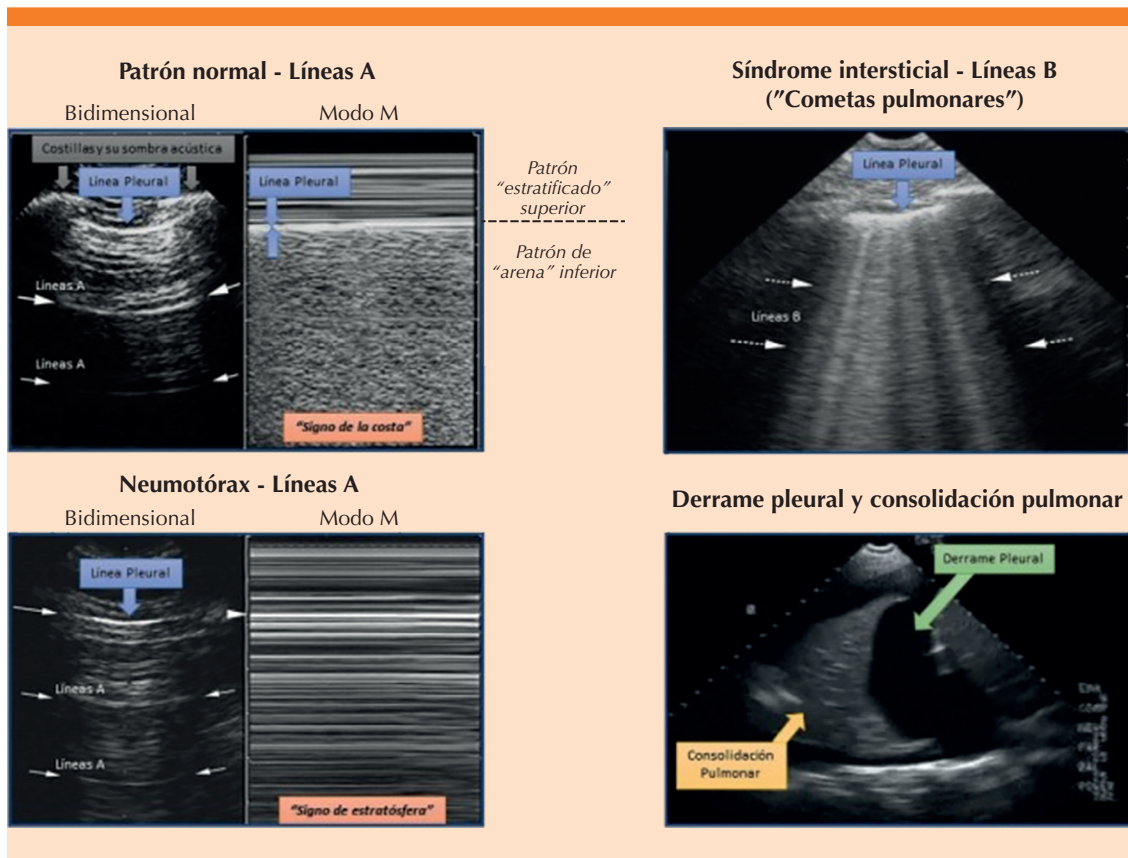 Patrón normal - Líneas A
Bidimensional
Modo M
Costillas y su sombra acústica
Línea Pleural
Línea Pleural
Líneas A
Líneas A
"Signo de la costa"
Patrón
"estratificado"
superior
Patrón de
"arena" inferior
Síndrome intersticial - Líneas B
("Cometas pulmonares")
Línea Pleural
Líneas B
Neumotórax - Líneas A
Bidimensional
Modo M
Línea Pleural
Líneas A
Líneas A
"Signo de estratósfera"
Derrame pleural y consolidación pulmonar
Derrame Pleural
Consolidación
Pulmonar